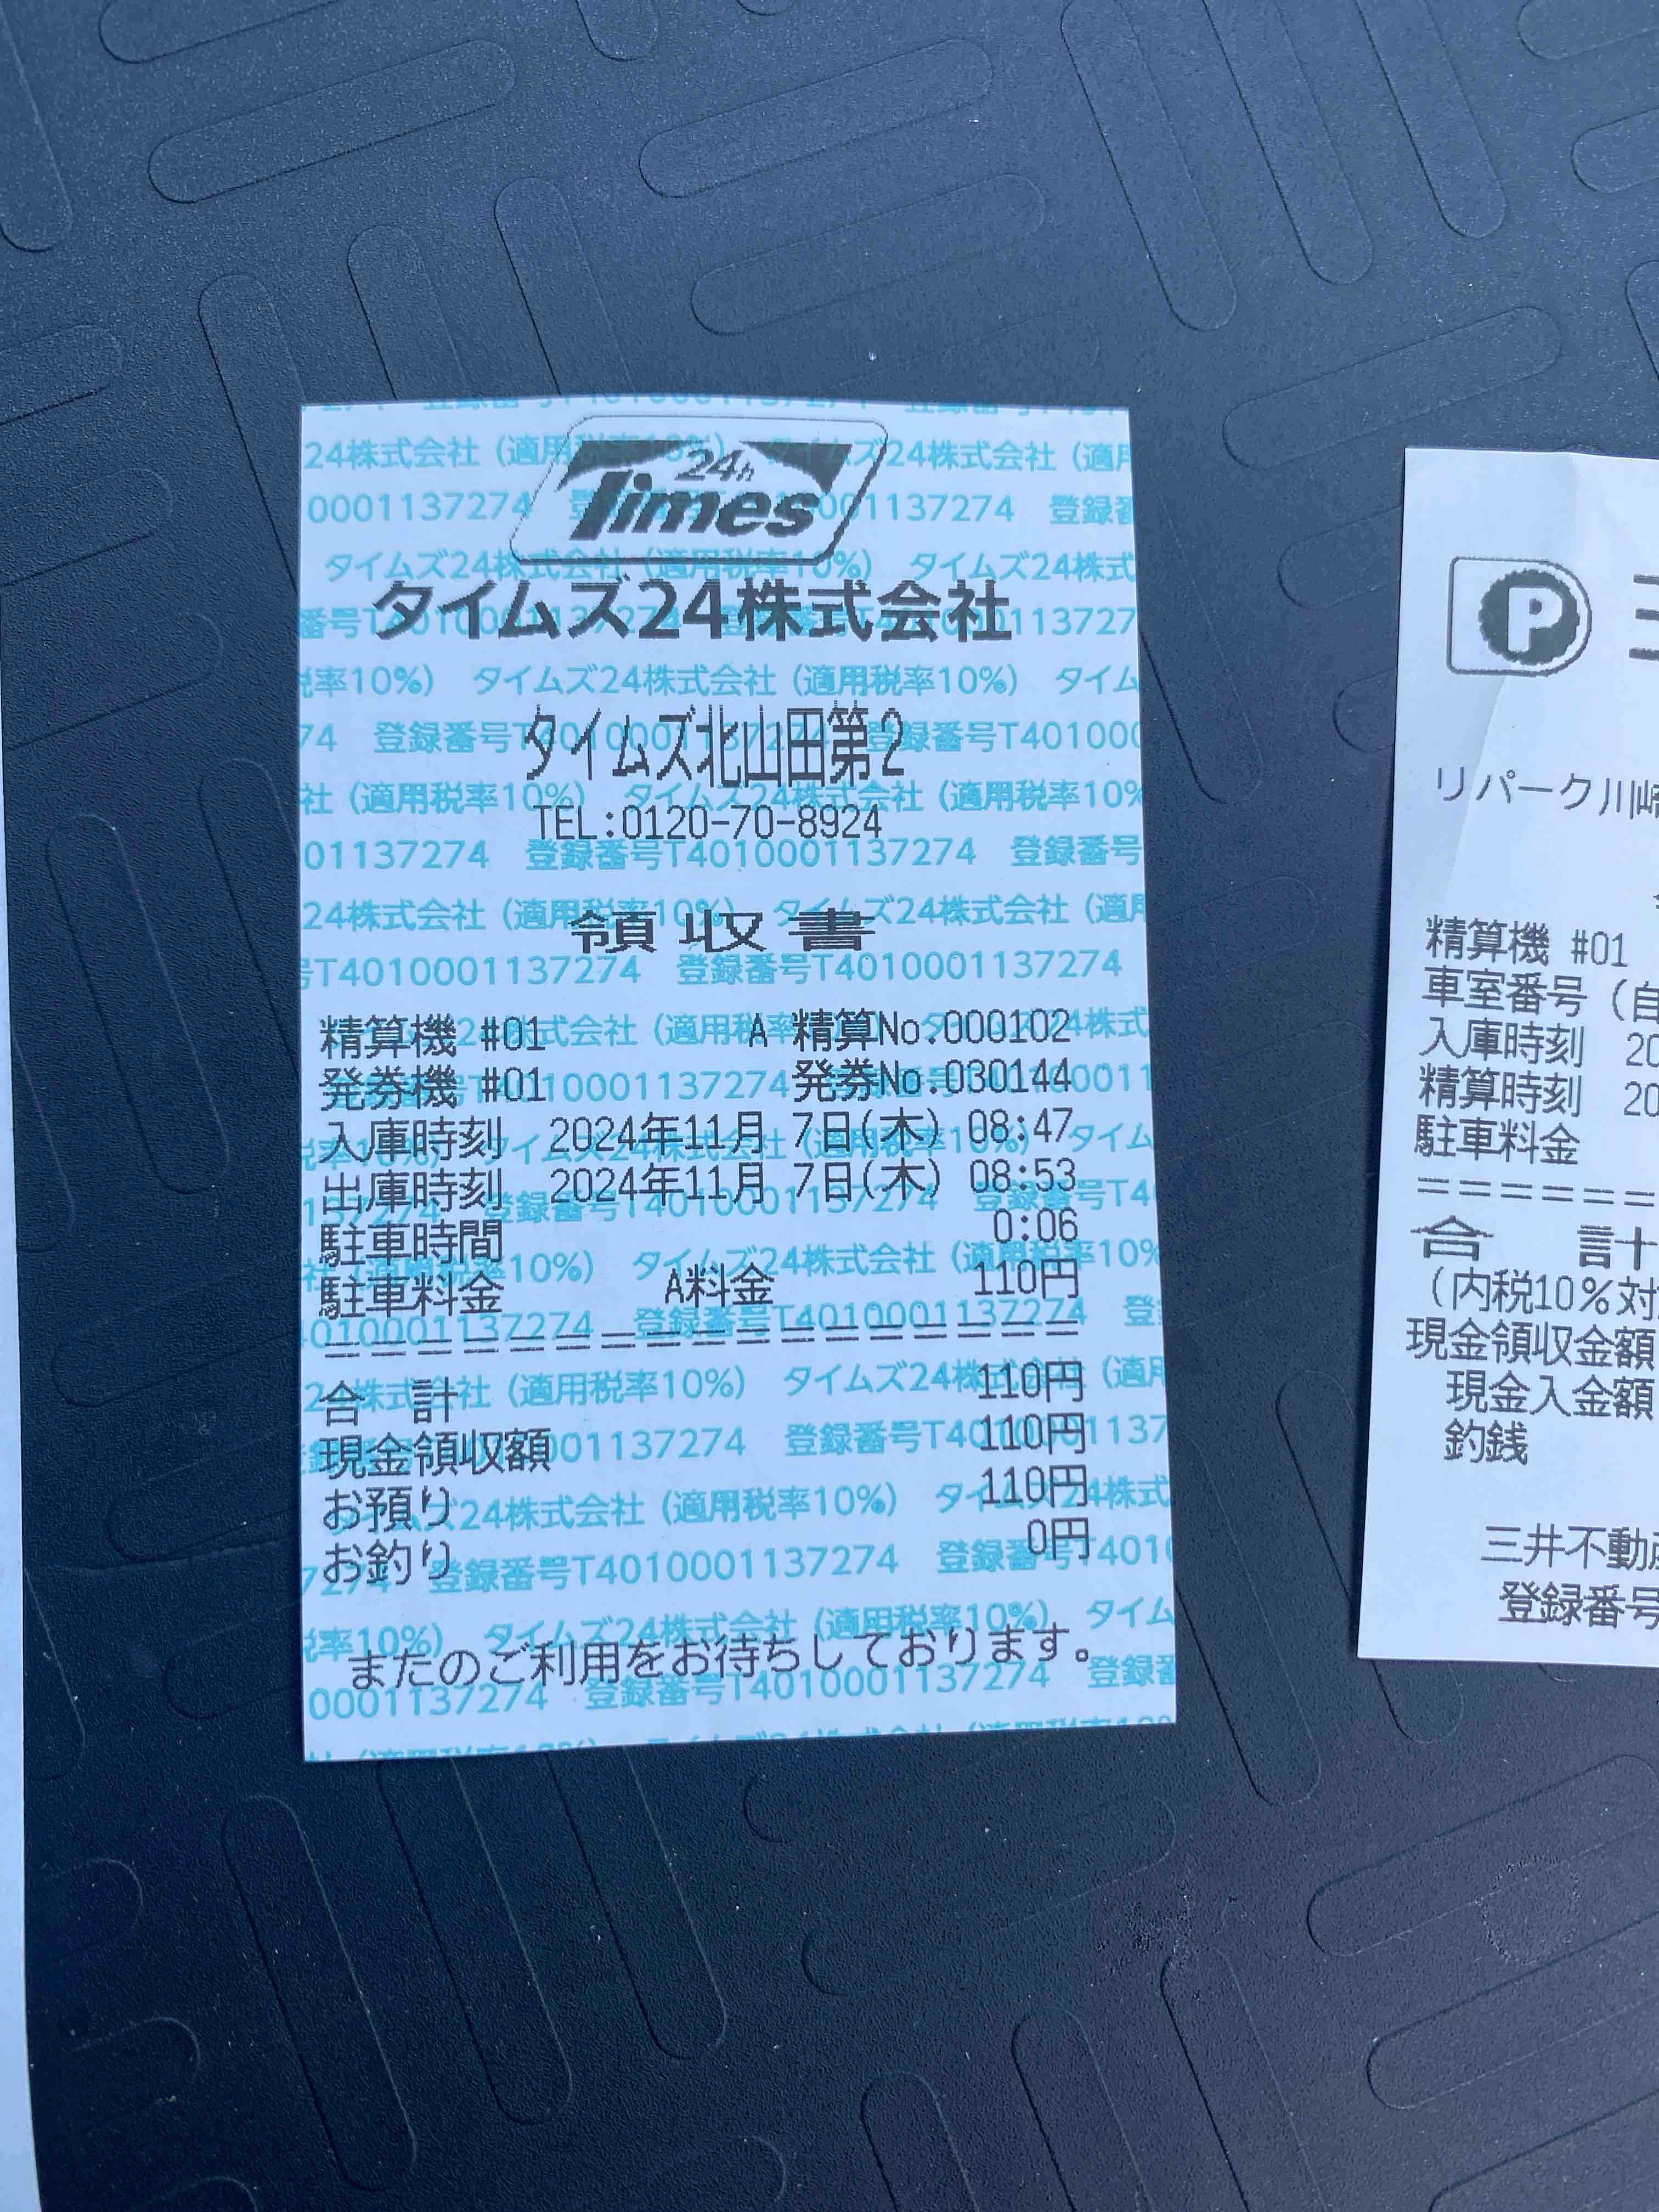 24h
Times
タイムズ24株式会社
タイムズ北山田第2
TEL:0120-70-8924
領収書
精算機 #01 A 精算No.000102
発券機 #01 発券No.030144
入庫時刻 2024年11月 7日(木) 08:47
出庫時刻 2024年11月 7日(木) 08:53
駐車時間 0:06
駐車料金 A料金 110円
==================
合 計 110円
現金領収額 110円
お預り 110円
お釣り 0円
またのご利用をお待ちしております。
タイムズ24株式会社 (適用税率10%)
登録番号T4010001137274
P 三
リパーク川崎
精算機 #01
車室番号 (自
入庫時刻 20
精算時刻 20
駐車料金
======
合 計
(内税10%対
現金領収金額
現金入金額
釣銭
三井不動産
登録番号